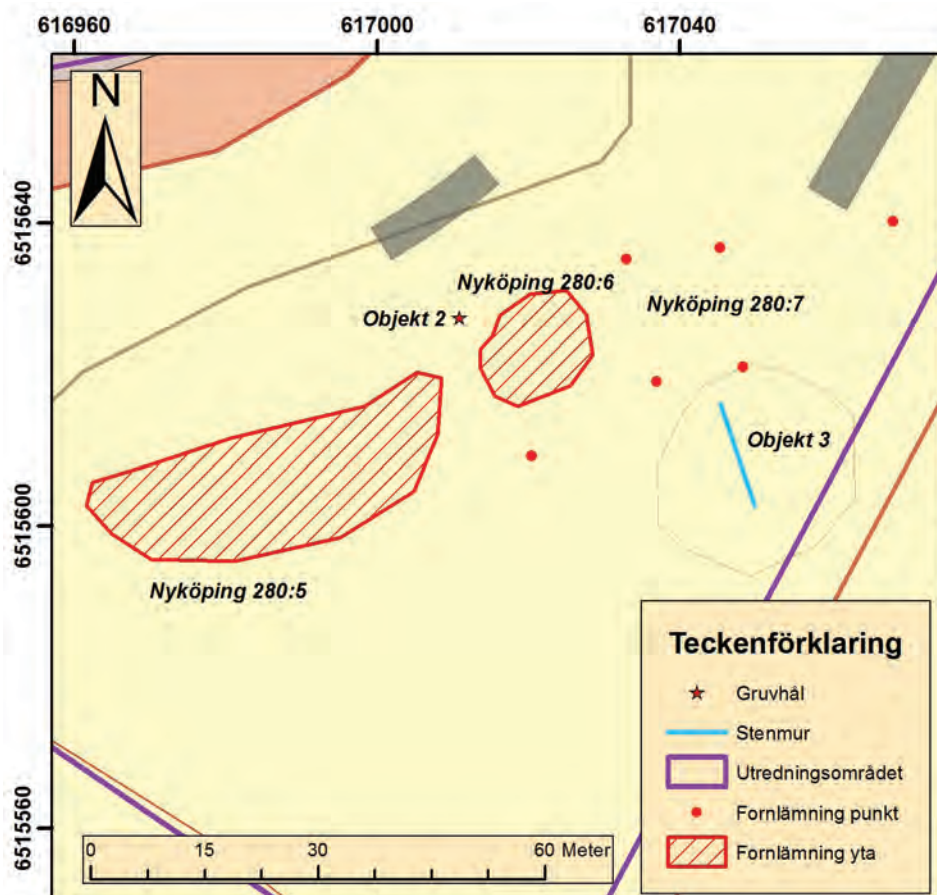 616960
617000
617040
N
6515640
Nyköping 280:6
Nyköping 280:7
Objekt 2
Objekt 3
6515600
Nyköping 280:5
6515560
0 15 30 60 Meter
Teckenförklaring
Gruvhål
Stenmur
Utredningsområdet
Fornlämning punkt
Fornlämning yta